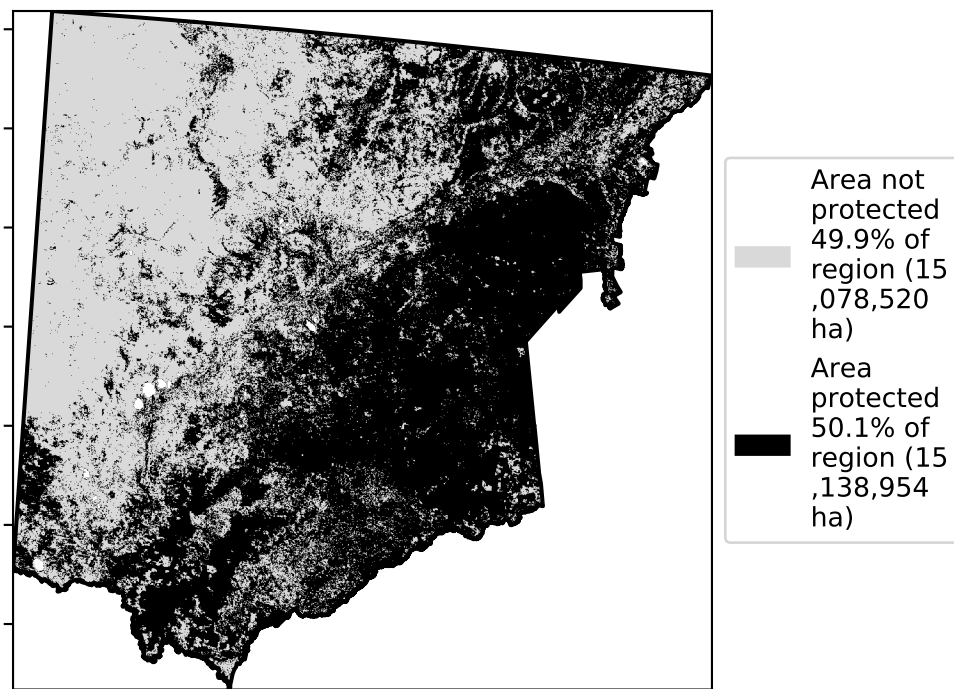 Area not
protected
49.9% of
region (15
,078,520
ha)
Area
protected
50.1% of
region (15
,138,954
ha)